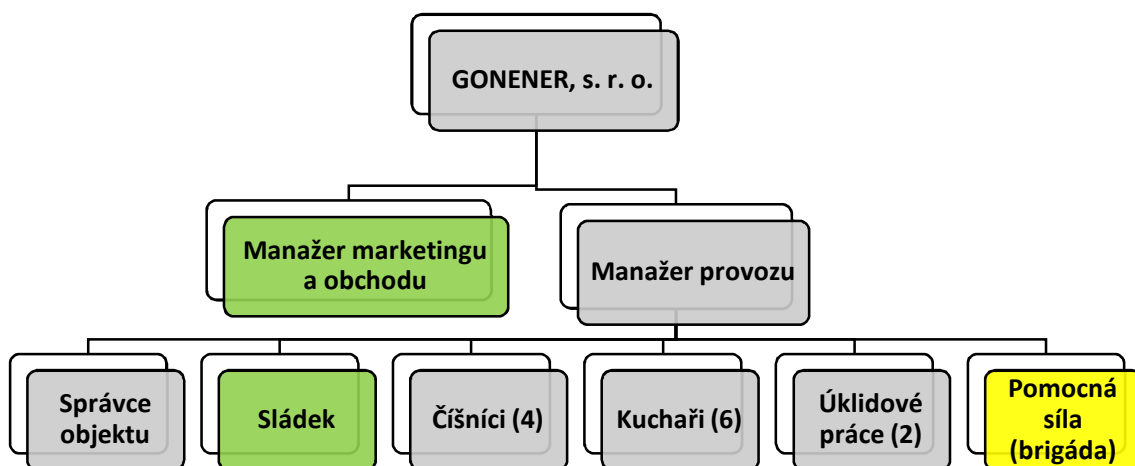 GONENER, s. r. o.
Manažer marketingu
a obchodu
Manažer provozu
Správce
objektu
Sládek
Číšníci (4)
Kuchaři (6)
Úklidové
práce (2)
Pomocná
síla
(brigáda)